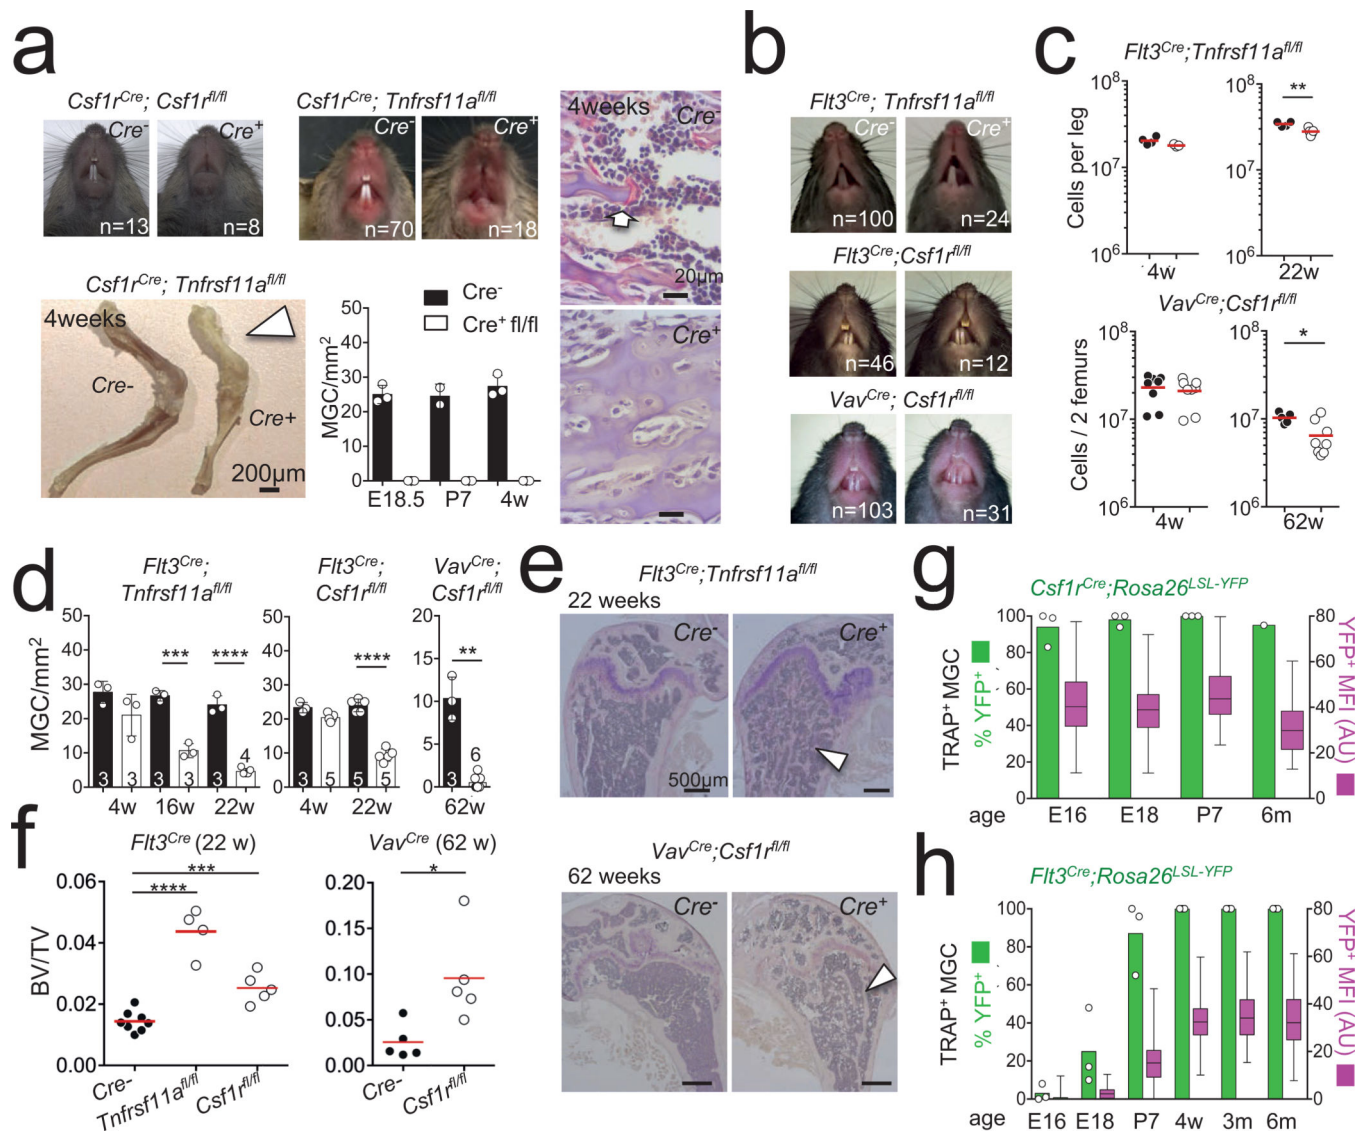 a
Csf1rCre; Csf1rfl/fl
Cre-
n=13
Cre+
n=8
Csf1rCre; Tnfrsf11afl/fl
Cre-
n=70
Cre+
n=18
4weeks
Cre-
20µm
Cre+
Csf1rCre; Tnfrsf11afl/fl
4weeks
Cre-
Cre+
200µm
Cre-
Cre+ fl/fl
MGC/mm2
50
40
30
20
10
0
E18.5 P7 4w
b
Flt3Cre; Tnfrsf11afl/fl
Cre-
n=100
Cre+
n=24
Flt3Cre;Csf1rfl/fl
n=46
n=12
VavCre; Csf1rfl/fl
n=103
n=31
c
Flt3Cre;Tnfrsf11afl/fl
Cells per leg
108
107
106
4w
108
107
106
**
22w
VavCre;Csf1rfl/fl
Cells / 2 femurs
108
107
106
4w
108
107
106
*
62w
d
Flt3Cre;
Tnfrsf11afl/fl
MGC/mm2
50
40
30
20
10
0
*** ****
3 3 3 3 3 4
4w 16w 22w
Flt3Cre;
Csf1rfl/fl
50
40
30
20
10
0
****
3 5 5 5
4w 22w
VavCre;
Csf1rfl/fl
20
15
10
5
0
**
3 6
62w
e
Flt3Cre;Tnfrsf11afl/fl
22 weeks
Cre-
500µm
Cre+
VavCre;Csf1rfl/fl
62 weeks
Cre-
Cre+
f
Flt3Cre (22 w)
BV/TV
0.06
0.04
0.02
0.00
***
****
Cre-
Tnfrsf11afl/fl
Csf1rfl/fl
VavCre (62 w)
0.20
0.15
0.10
0.05
0.00
*
Cre-
Csf1rfl/fl
g
Csf1rCre;Rosa26LSL-YFP
TRAP+ MGC
% YFP+
100
80
60
40
20
0
80
60
40
20
0
YFP+ MFI (AU)
age E16 E18 P7 6m
h
Flt3Cre;Rosa26LSL-YFP
TRAP+ MGC
% YFP+
100
80
60
40
20
0
80
60
40
20
0
YFP+ MFI (AU)
age E16 E18 P7 4w 3m 6m